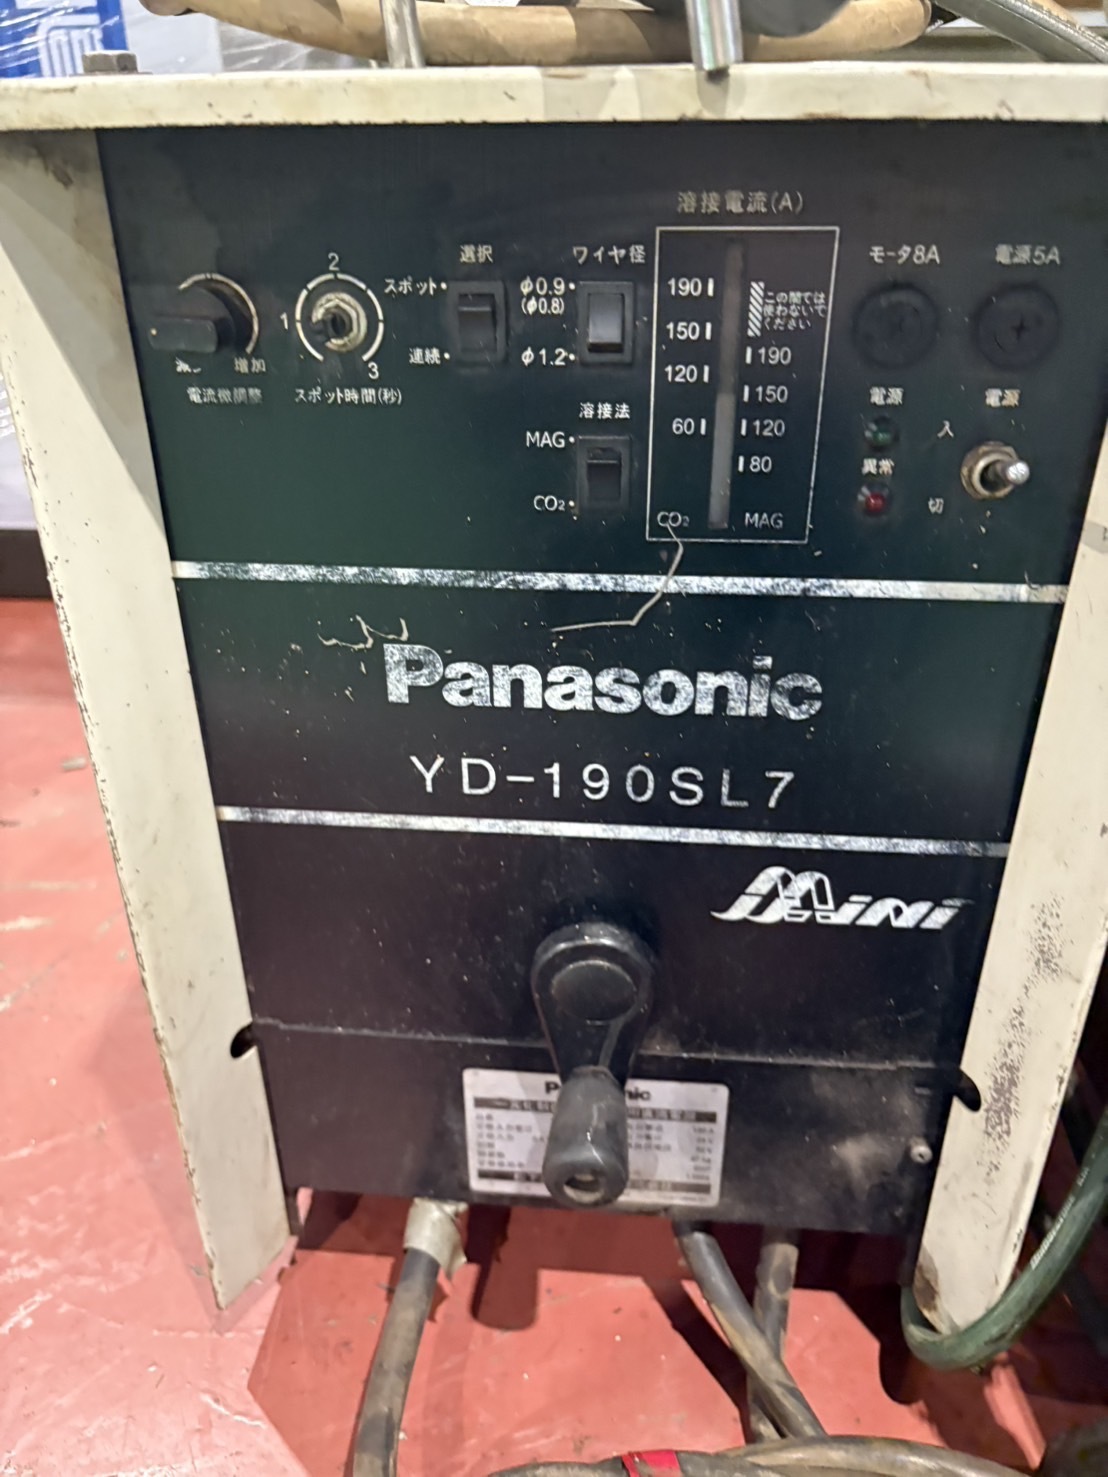 溶接電流(A)
選択
ワイヤ径
モータ8A
電源5A
スポット
連続
φ0.9
(φ0.8)
φ1.2
190
150
120
60
この間では
使わないで
ください
190
150
120
80
CO₂
MAG
1
2
3
増加
電流微調整
スポット時間(秒)
溶接法
MAG
CO₂
電源
異常
電源
入
切
Panasonic
YD-190SL7
Mini